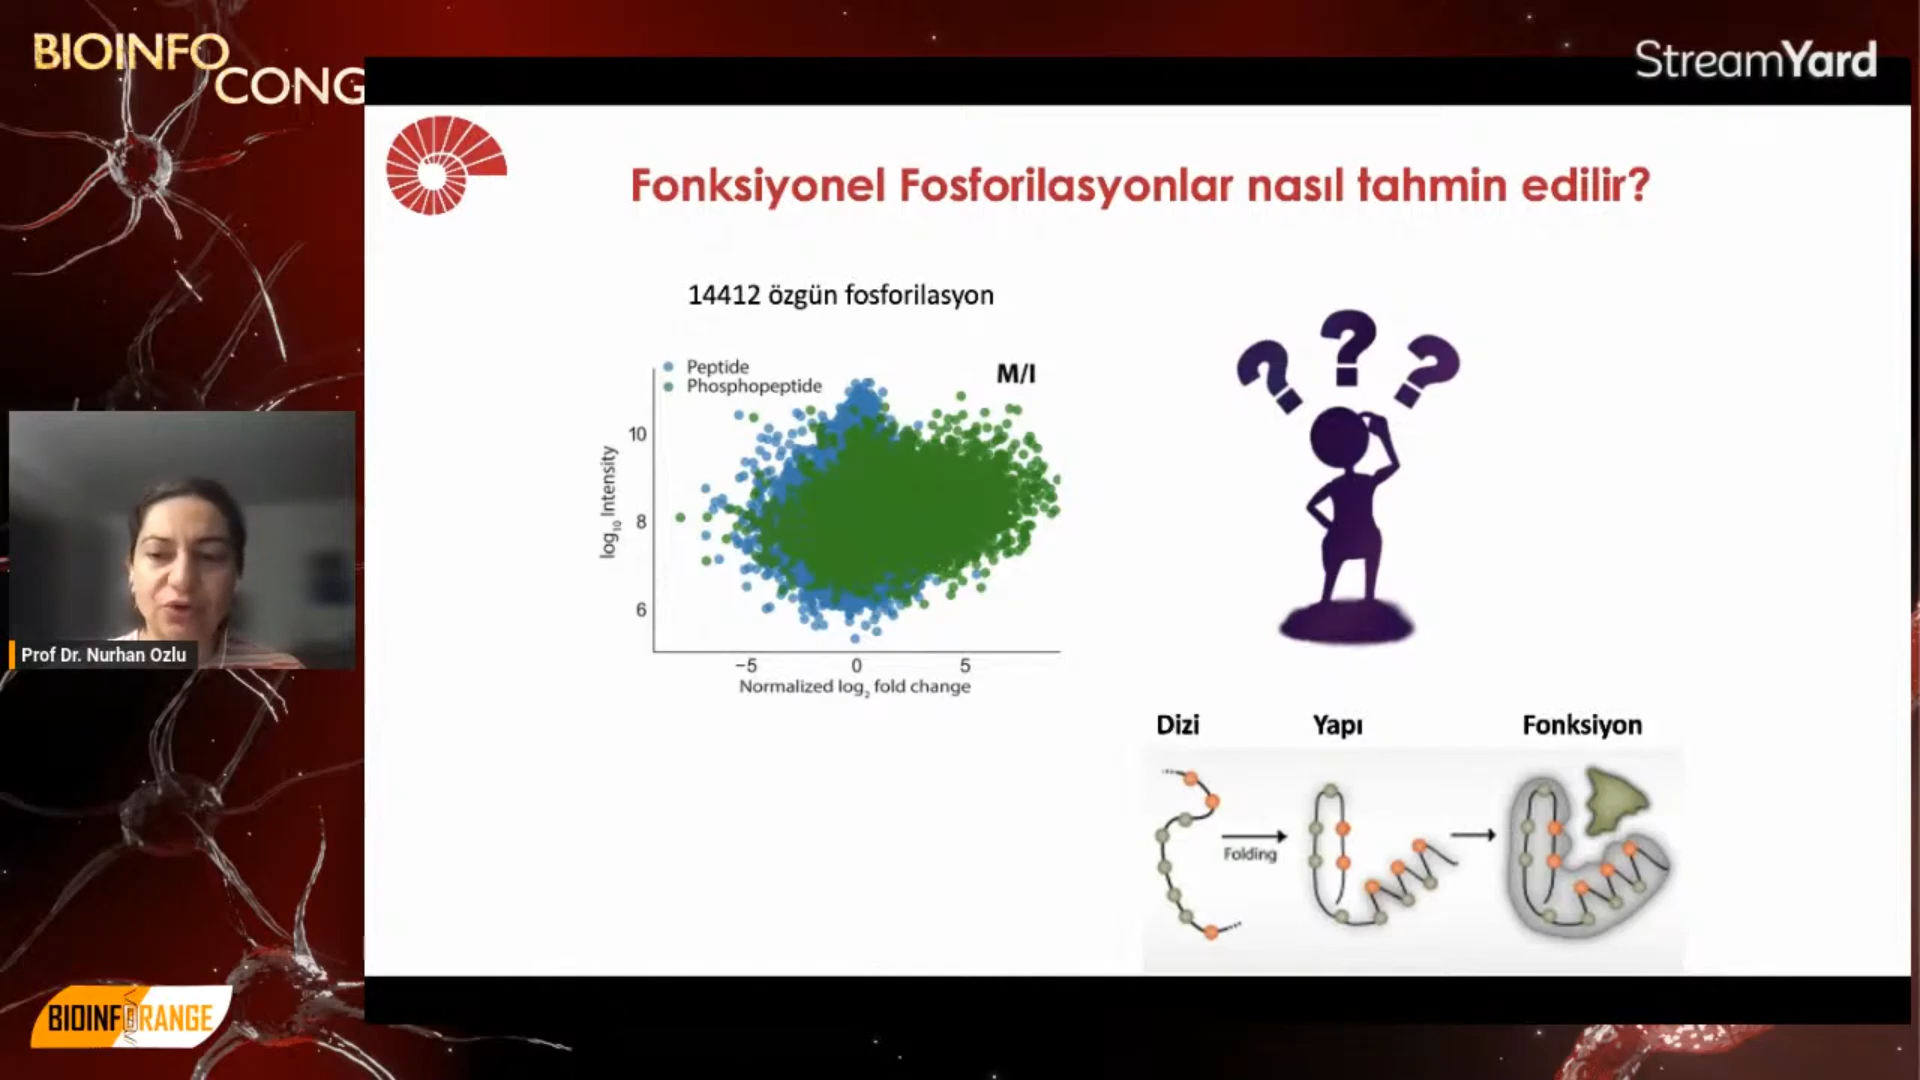 BIOINFO
CONG
StreamYard
Fonksiyonel Fosforilasyonlar nasıl tahmin edilir?
14412 özgün fosforilasyon
Peptide
Phosphopeptide
M/I
10
8
6
log₁₀ Intensity
−5 0 5
Normalized log₂ fold change
Prof Dr. Nurhan Ozlu
Dizi Yapı Fonksiyon
Folding
BIOINFORANGE